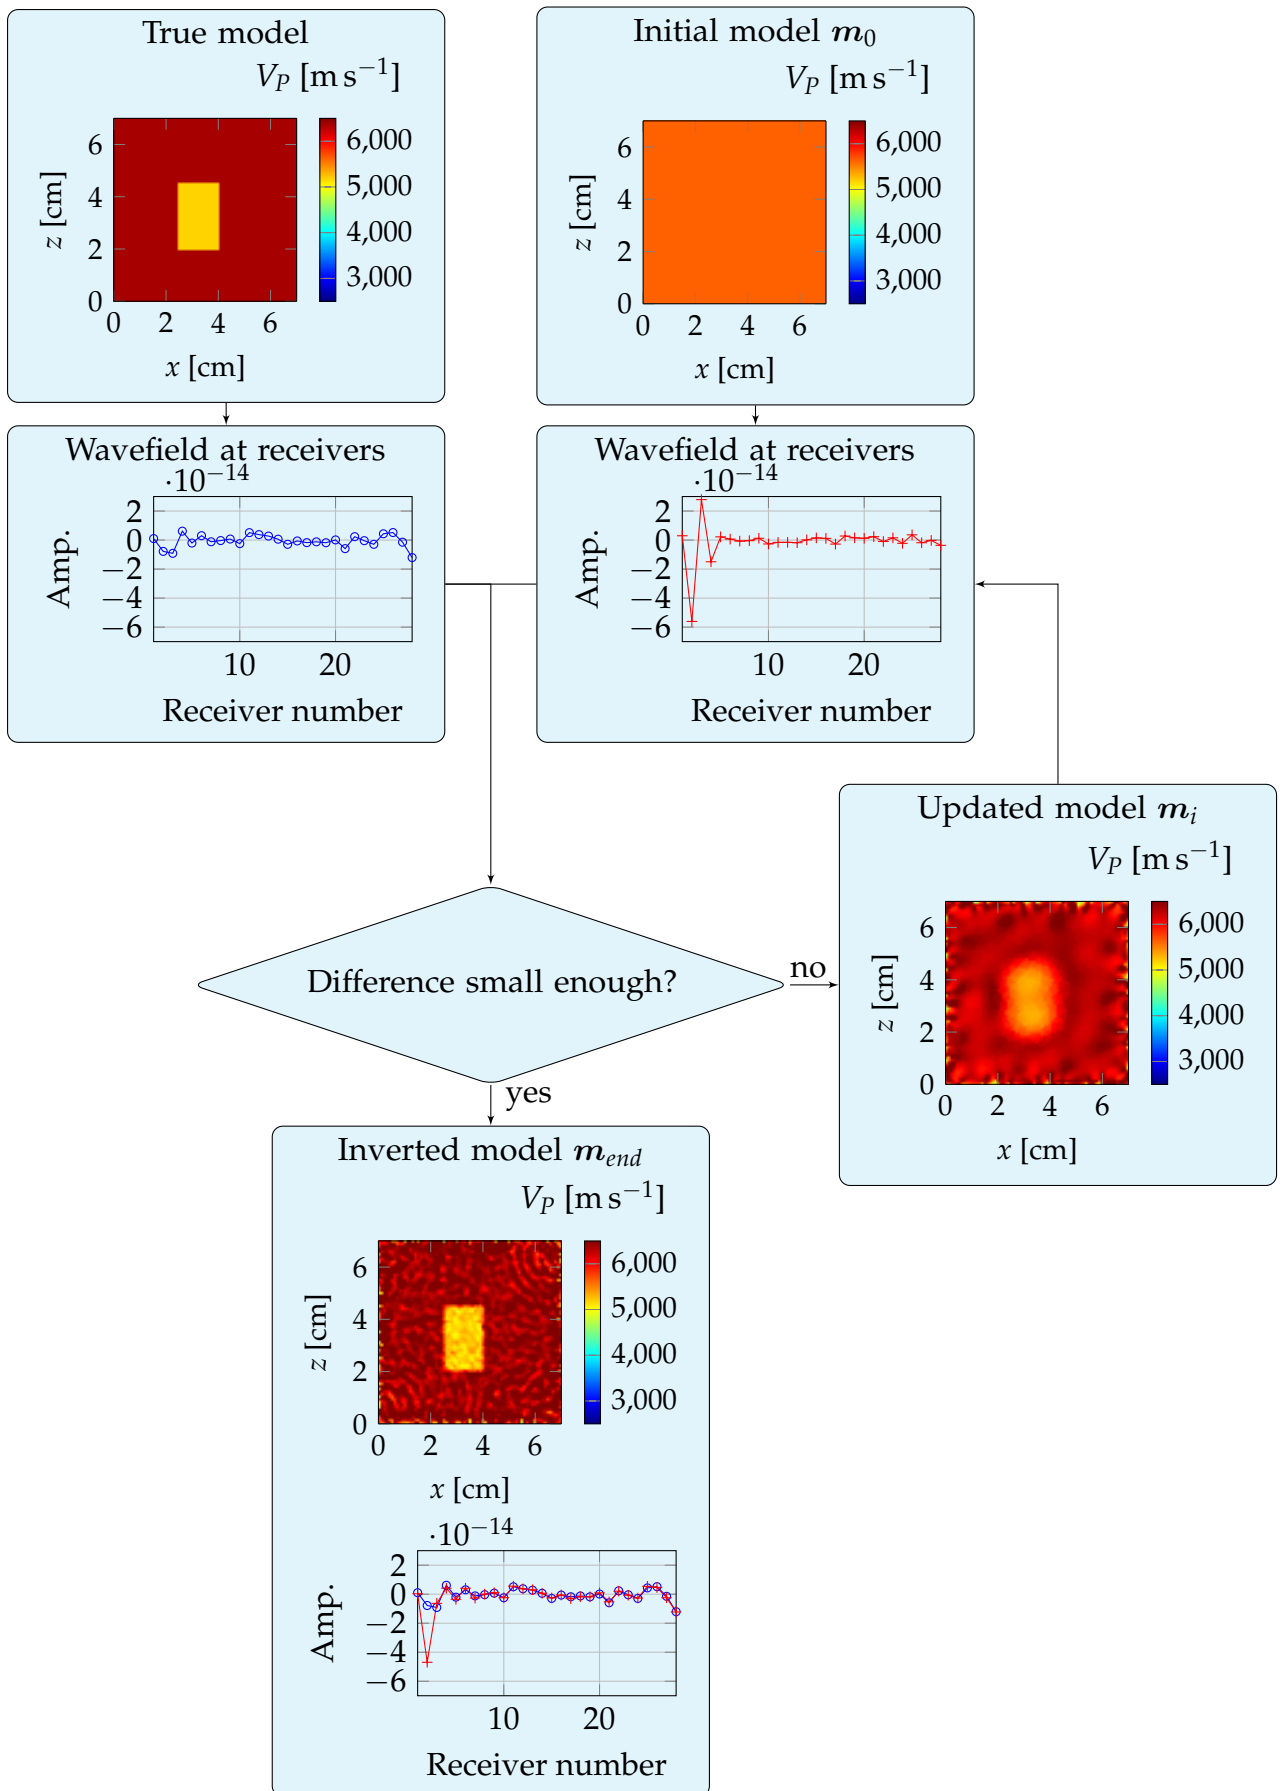 True model
V_P [m s⁻¹]
6
4
2
0
z [cm]
0 2 4 6
x [cm]
6,000
5,000
4,000
3,000
Initial model m₀
V_P [m s⁻¹]
6
4
2
0
z [cm]
0 2 4 6
x [cm]
6,000
5,000
4,000
3,000
Wavefield at receivers
·10⁻¹⁴
2
0
−2
−4
−6
Amp.
10 20
Receiver number
Wavefield at receivers
·10⁻¹⁴
2
0
−2
−4
−6
Amp.
10 20
Receiver number
Difference small enough?
no
yes
Updated model m_i
V_P [m s⁻¹]
6
4
2
0
z [cm]
0 2 4 6
x [cm]
6,000
5,000
4,000
3,000
Inverted model m_end
V_P [m s⁻¹]
6
4
2
0
z [cm]
0 2 4 6
x [cm]
6,000
5,000
4,000
3,000
·10⁻¹⁴
2
0
−2
−4
−6
Amp.
10 20
Receiver number